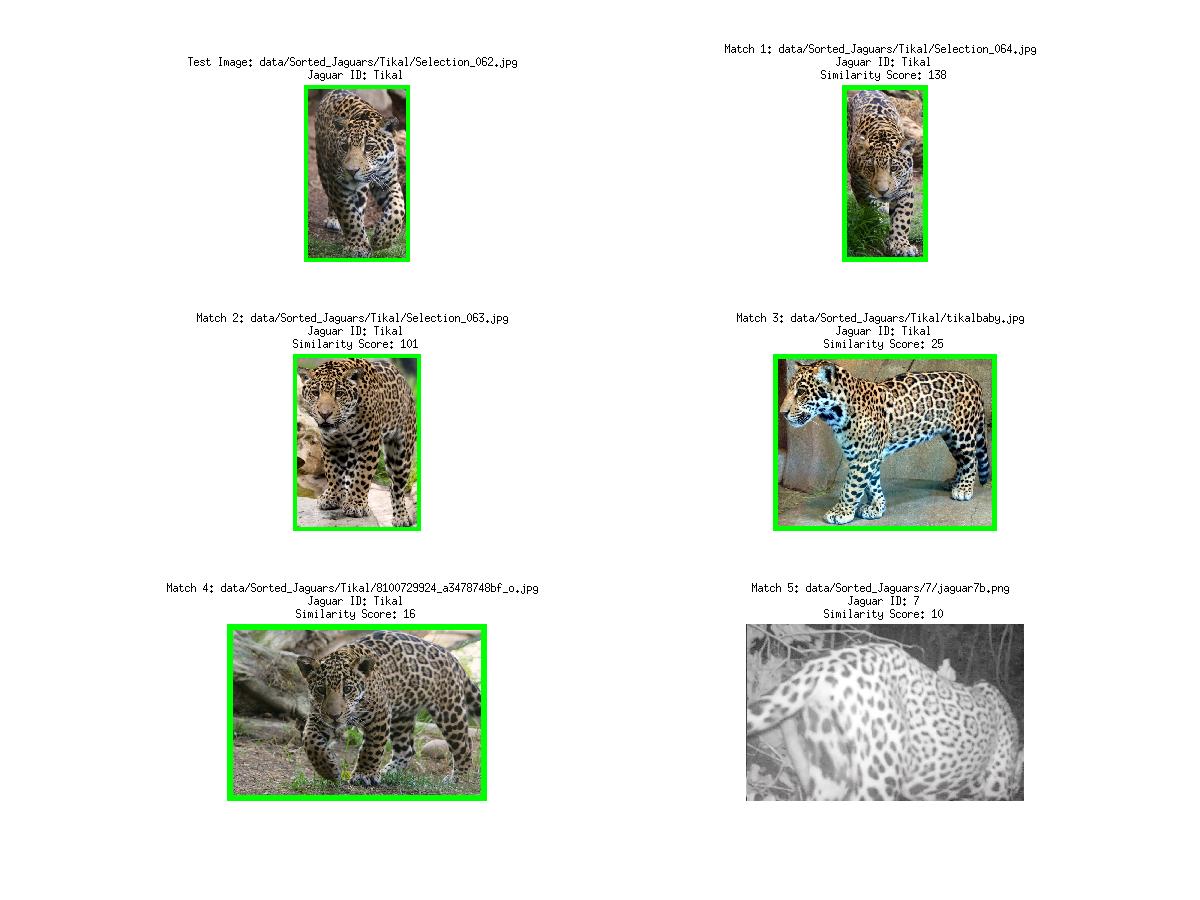 Test Image: data/Sorted_Jaguars/Tikal/Selection_062.jpg
Jaguar ID: Tikal
Match 1: data/Sorted_Jaguars/Tikal/Selection_064.jpg
Jaguar ID: Tikal
Similarity Score: 138
Match 2: data/Sorted_Jaguars/Tikal/Selection_063.jpg
Jaguar ID: Tikal
Similarity Score: 101
Match 3: data/Sorted_Jaguars/Tikal/tikalbaby.jpg
Jaguar ID: Tikal
Similarity Score: 25
Match 4: data/Sorted_Jaguars/Tikal/8100729924_a3478748bf_o.jpg
Jaguar ID: Tikal
Similarity Score: 16
Match 5: data/Sorted_Jaguars/7/jaguar7b.png
Jaguar ID: 7
Similarity Score: 10